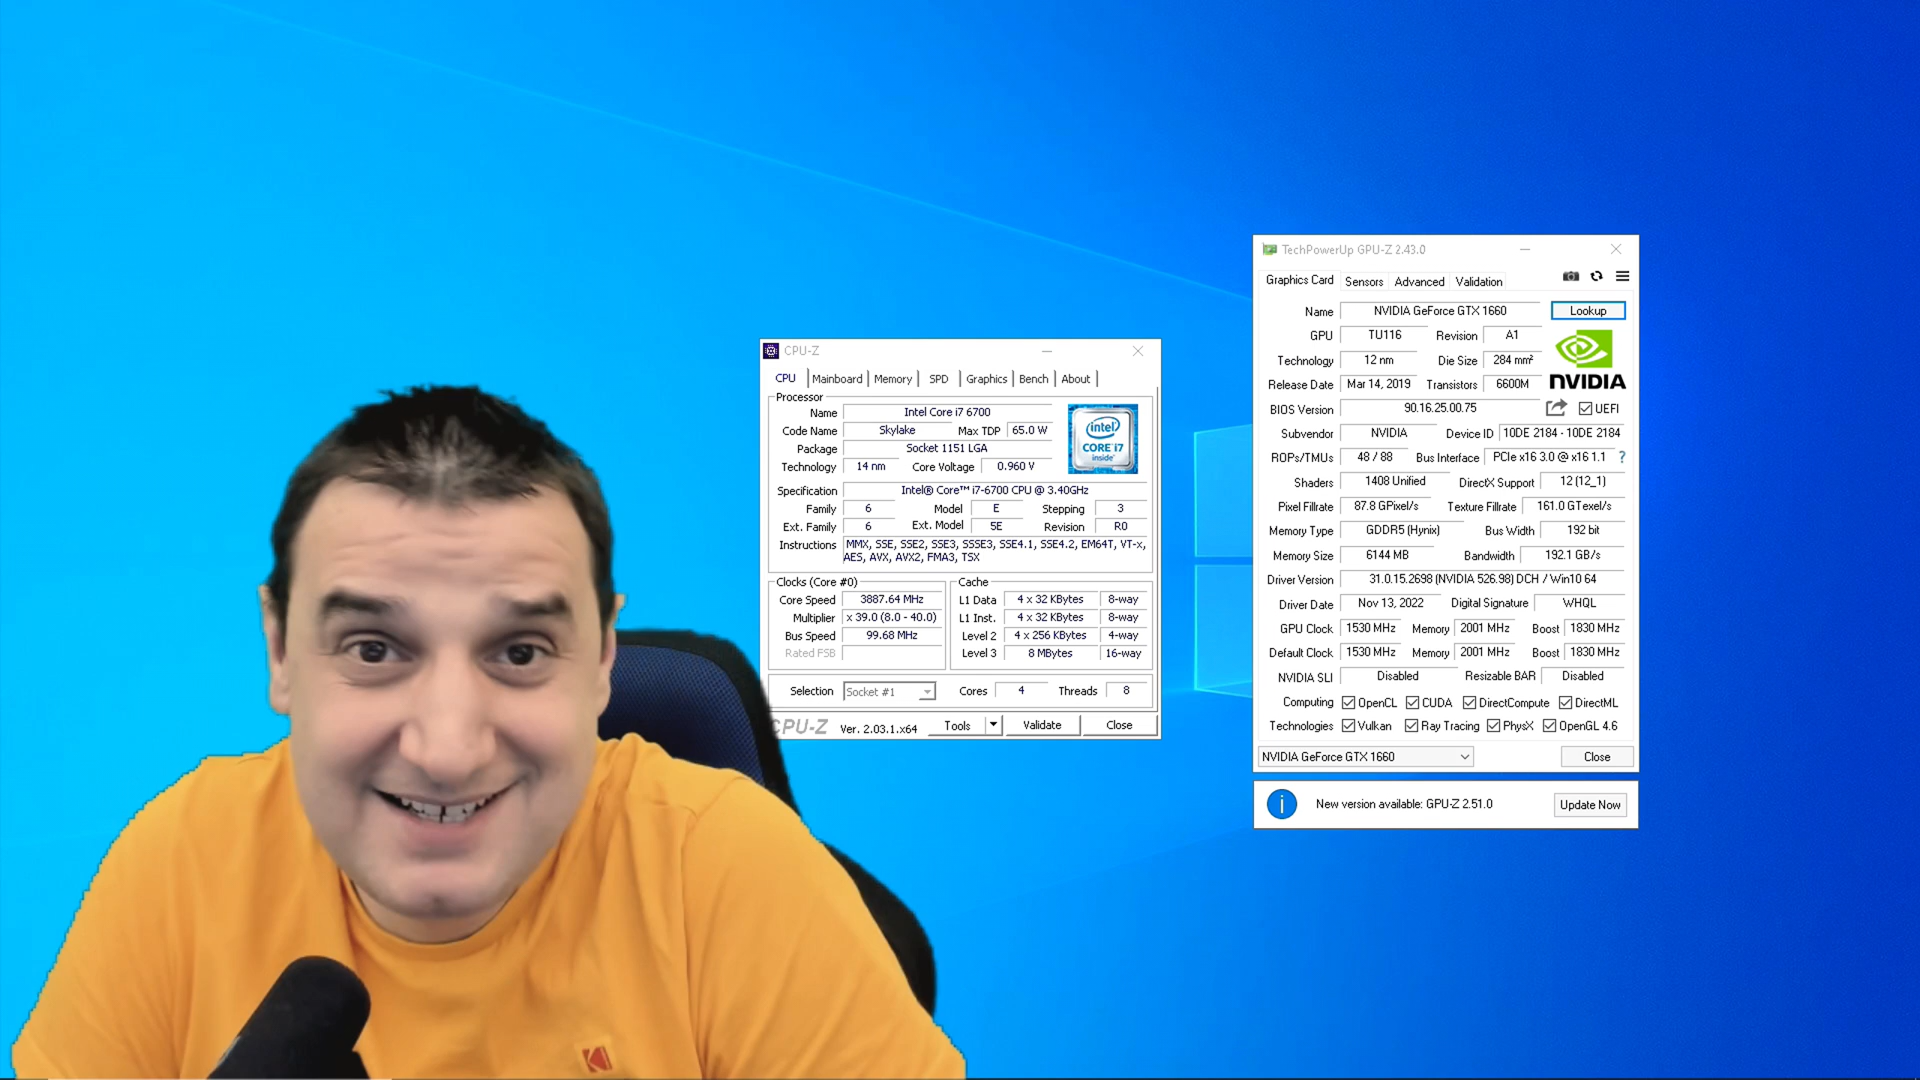 CPU-Z
CPU Mainboard Memory SPD Graphics Bench About
Processor
Name Intel Core i7 6700
Code Name Skylake Max TDP 65.0 W
Package Socket 1151 LGA
Technology 14 nm Core Voltage 0.960 V
intel
CORE i7
inside
Specification Intel® Core™ i7-6700 CPU @ 3.40GHz
Family 6 Model E Stepping 3
Ext. Family 6 Ext. Model 5E Revision R0
Instructions MMX, SSE, SSE2, SSE3, SSSE3, SSE4.1, SSE4.2, EM64T, VT-x,
AES, AVX, AVX2, FMA3, TSX
Clocks (Core #0) Cache
Core Speed 3887.64 MHz L1 Data 4 x 32 KBytes 8-way
Multiplier x 39.0 (8.0 - 40.0) L1 Inst. 4 x 32 KBytes 8-way
Bus Speed 99.68 MHz Level 2 4 x 256 KBytes 4-way
Rated FSB Level 3 8 MBytes 16-way
Selection Socket #1 Cores 4 Threads 8
CPU-Z Ver. 2.03.1.x64 Tools Validate Close
TechPowerUp GPU-Z 2.43.0
Graphics Card Sensors Advanced Validation
Name NVIDIA GeForce GTX 1660 Lookup
GPU TU116 Revision A1
Technology 12 nm Die Size 284 mm²
Release Date Mar 14, 2019 Transistors 6600M
NVIDIA
BIOS Version 90.16.25.00.75 UEFI
Subvendor NVIDIA Device ID 10DE 2184 - 10DE 2184
ROPs/TMUs 48 / 88 Bus Interface PCIe x16 3.0 @ x16 1.1 ?
Shaders 1408 Unified DirectX Support 12 (12_1)
Pixel Fillrate 87.8 GPixel/s Texture Fillrate 161.0 GTexel/s
Memory Type GDDR5 (Hynix) Bus Width 192 bit
Memory Size 6144 MB Bandwidth 192.1 GB/s
Driver Version 31.0.15.2698 (NVIDIA 526.98) DCH / Win10 64
Driver Date Nov 13, 2022 Digital Signature WHQL
GPU Clock 1530 MHz Memory 2001 MHz Boost 1830 MHz
Default Clock 1530 MHz Memory 2001 MHz Boost 1830 MHz
NVIDIA SLI Disabled Resizable BAR Disabled
Computing OpenCL CUDA DirectCompute DirectML
Technologies Vulkan Ray Tracing PhysX OpenGL 4.6
NVIDIA GeForce GTX 1660 Close
New version available: GPU-Z 2.51.0 Update Now